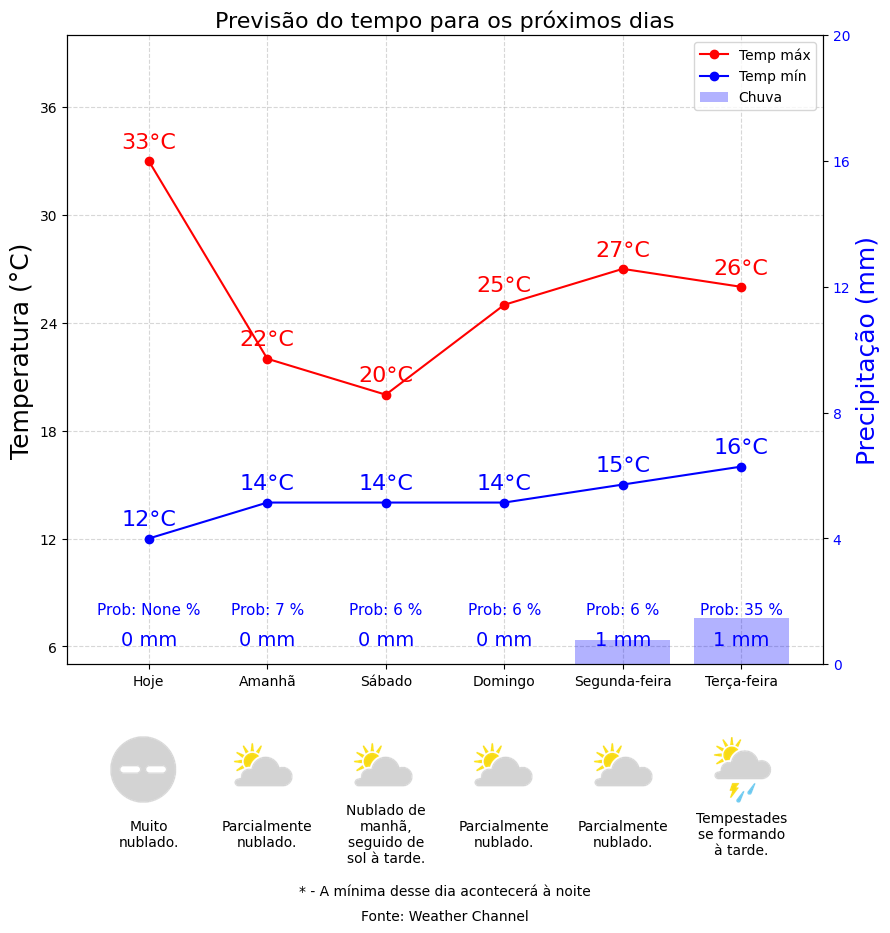 Previsão do tempo para os próximos dias
Temp máx
Temp mín
Chuva
Temperatura (°C)
36
30
24
18
12
6
Precipitação (mm)
20
16
12
8
4
0
33°C
22°C
20°C
25°C
27°C
26°C
12°C
14°C
14°C
14°C
15°C
16°C
Prob: None %
Prob: 7 %
Prob: 6 %
Prob: 6 %
Prob: 6 %
Prob: 35 %
0 mm
0 mm
0 mm
0 mm
1 mm
1 mm
Hoje
Amanhã
Sábado
Domingo
Segunda-feira
Terça-feira
Muito
nublado.
Parcialmente
nublado.
Nublado de
manhã,
seguido de
sol à tarde.
Parcialmente
nublado.
Parcialmente
nublado.
Tempestades
se formando
à tarde.
* - A mínima desse dia acontecerá à noite
Fonte: Weather Channel